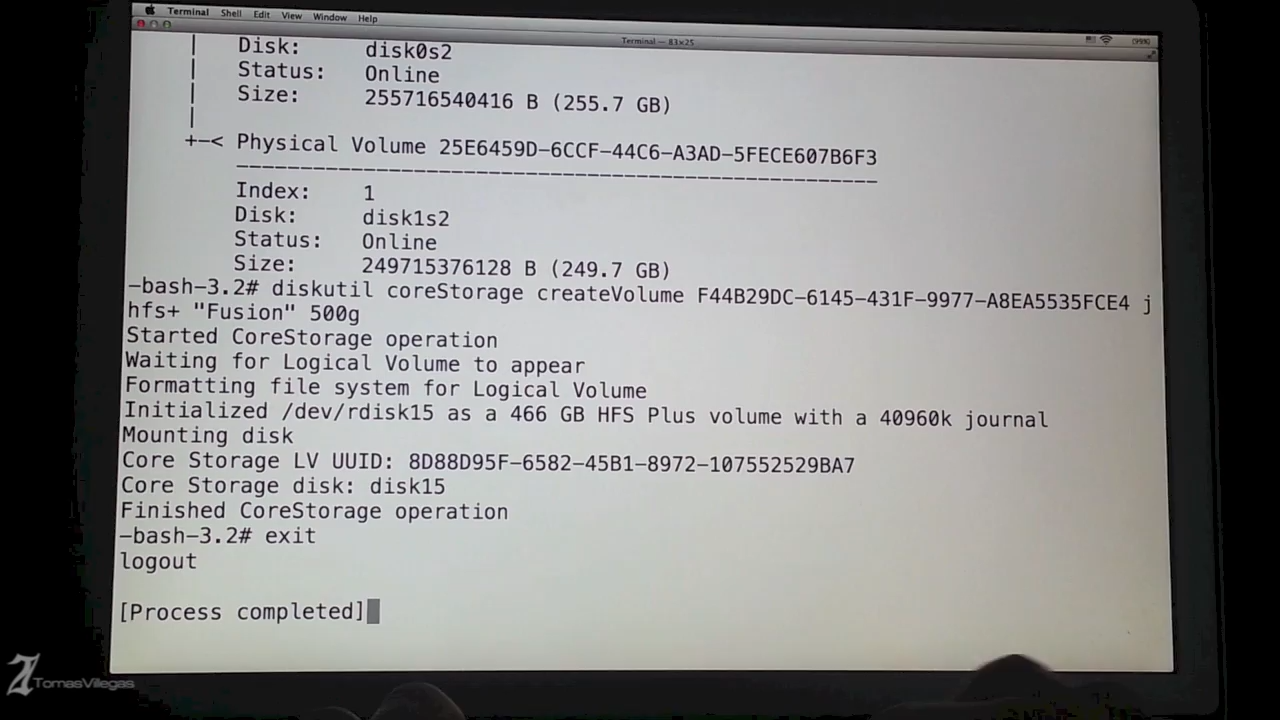 Terminal Shell Edit View Window Help
Terminal — 83×25
(99%)
| Disk: disk0s2
| Status: Online
| Size: 255716540416 B (255.7 GB)
|
+-< Physical Volume 25E6459D-6CCF-44C6-A3AD-5FECE607B6F3
----------------------------------------------------
Index: 1
Disk: disk1s2
Status: Online
Size: 249715376128 B (249.7 GB)
-bash-3.2# diskutil coreStorage createVolume F44B29DC-6145-431F-9977-A8EA5535FCE4 j
hfs+ "Fusion" 500g
Started CoreStorage operation
Waiting for Logical Volume to appear
Formatting file system for Logical Volume
Initialized /dev/rdisk15 as a 466 GB HFS Plus volume with a 40960k journal
Mounting disk
Core Storage LV UUID: 8D88D95F-6582-45B1-8972-107552529BA7
Core Storage disk: disk15
Finished CoreStorage operation
-bash-3.2# exit
logout
[Process completed]
TomasVillegas